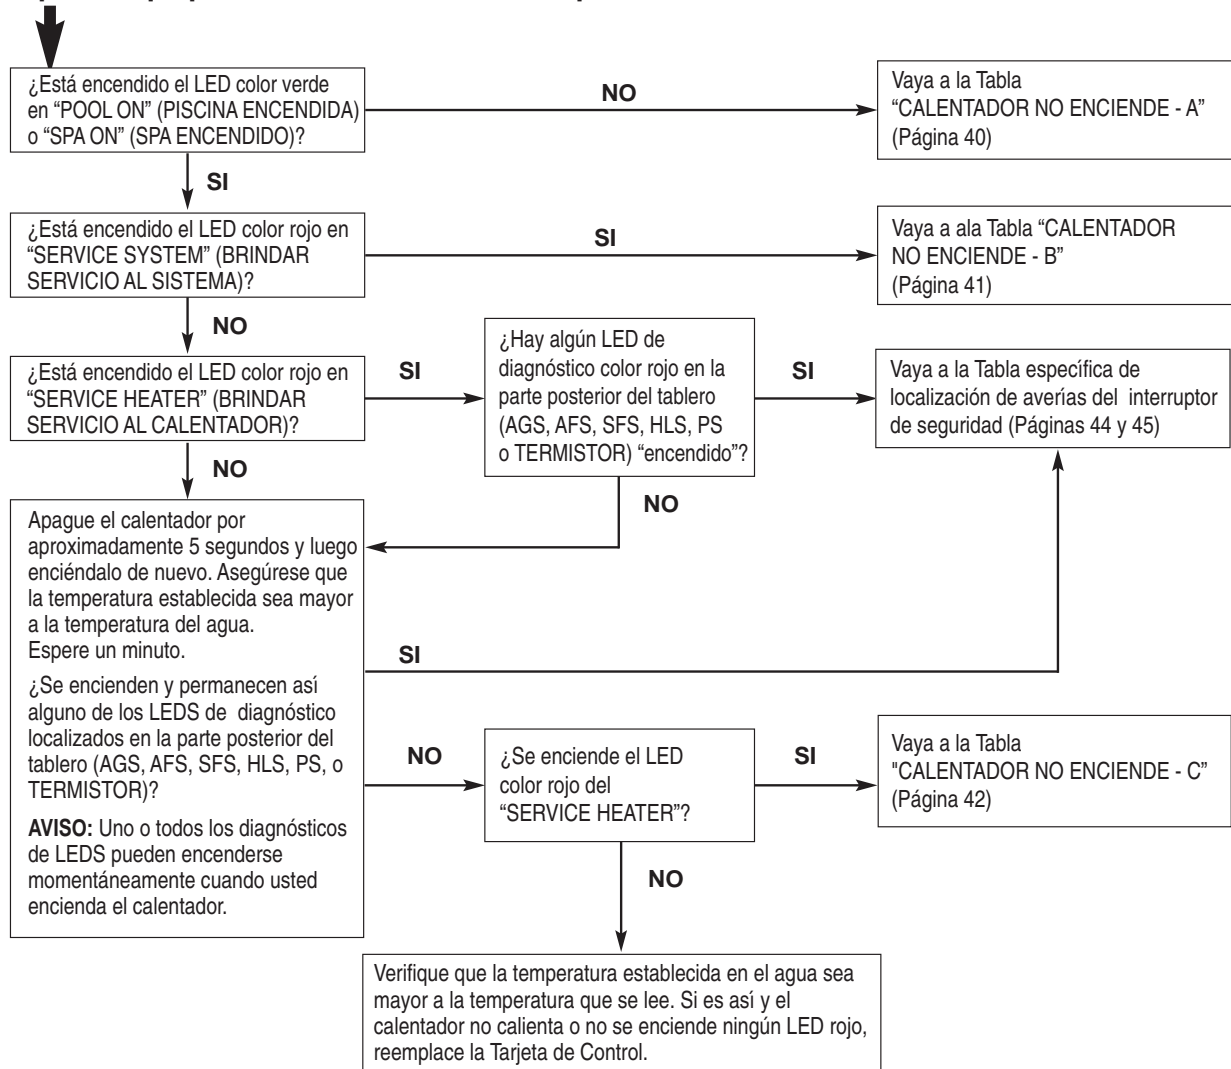 ¿Está encendido el LED color verde
en “POOL ON” (PISCINA ENCENDIDA)
o “SPA ON” (SPA ENCENDIDO)?
NO
Vaya a la Tabla
“CALENTADOR NO ENCIENDE - A”
(Página 40)
SI
¿Está encendido el LED color rojo en
“SERVICE SYSTEM” (BRINDAR
SERVICIO AL SISTEMA)?
SI
Vaya a ala Tabla “CALENTADOR
NO ENCIENDE - B”
(Página 41)
NO
¿Está encendido el LED color rojo en
“SERVICE HEATER” (BRINDAR
SERVICIO AL CALENTADOR)?
SI
¿Hay algún LED de
diagnóstico color rojo en la
parte posterior del tablero
(AGS, AFS, SFS, HLS, PS
o TERMISTOR) “encendido”?
SI
Vaya a la Tabla específica de
localización de averías del interruptor
de seguridad (Páginas 44 y 45)
NO
NO
Apague el calentador por
aproximadamente 5 segundos y luego
enciéndalo de nuevo. Asegúrese que
la temperatura establecida sea mayor
a la temperatura del agua.
Espere un minuto.
¿Se encienden y permanecen así
alguno de los LEDS de diagnóstico
localizados en la parte posterior del
tablero (AGS, AFS, SFS, HLS, PS, o
TERMISTOR)?
AVISO: Uno o todos los diagnósticos
de LEDS pueden encenderse
momentáneamente cuando usted
encienda el calentador.
SI
NO
¿Se enciende el LED
color rojo del
“SERVICE HEATER”?
SI
Vaya a la Tabla
"CALENTADOR NO ENCIENDE - C”
(Página 42)
NO
Verifique que la temperatura establecida en el agua sea
mayor a la temperatura que se lee. Si es así y el
calentador no calienta o no se enciende ningún LED rojo,
reemplace la Tarjeta de Control.